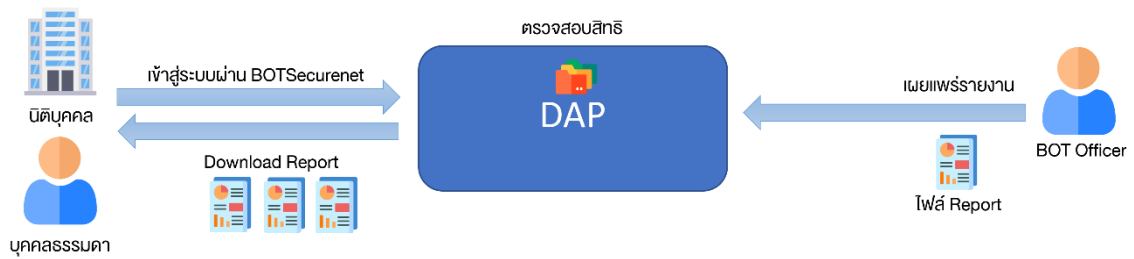 ตรวจสอบสิทธิ
เข้าสู่ระบบผ่าน BOTSecurenet
เผยแพร่รายงาน
DAP
นิติบุคคล
Download Report
BOT Officer
ไฟล์ Report
บุคคลธรรมดา